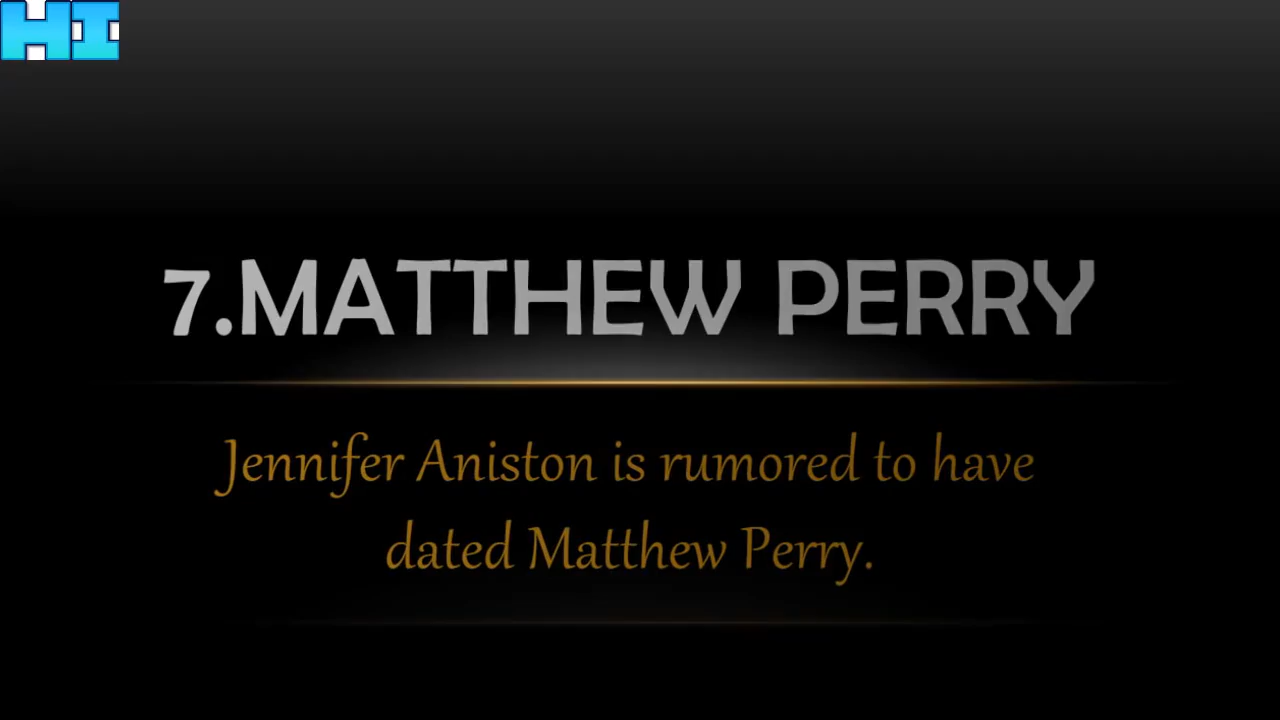 HI
7.MATTHEW PERRY
Jennifer Aniston is rumored to have
dated Matthew Perry.